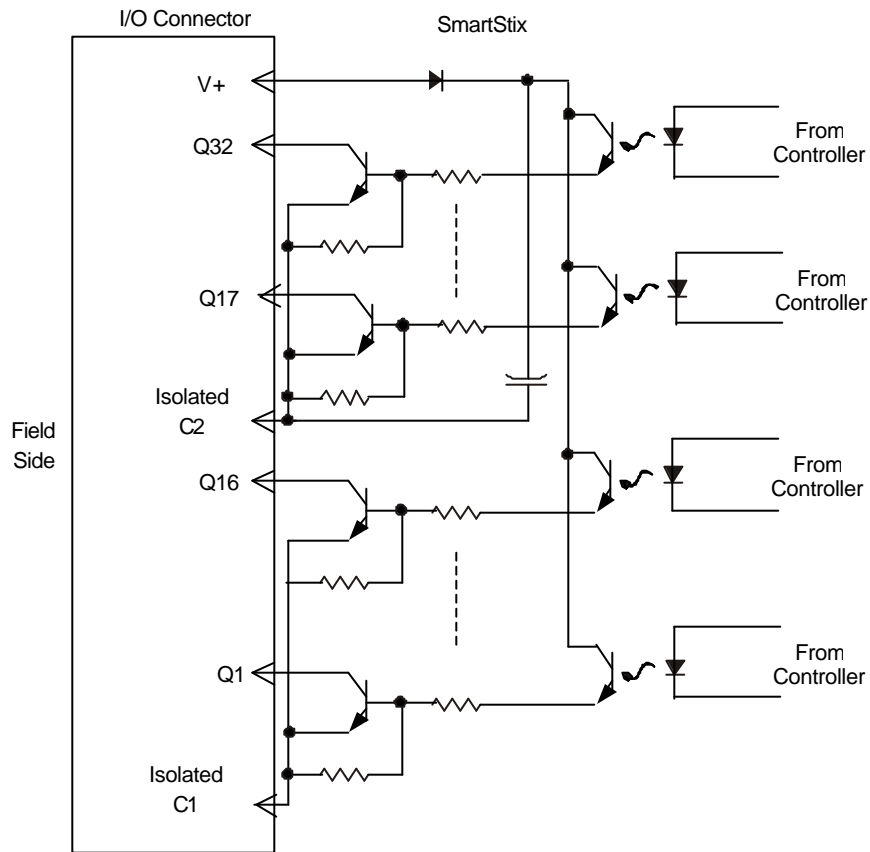 I/O Connector
SmartStix
V+
Q32
From
Controller
Q17
From
Controller
Isolated
C2
Field
Side
Q16
From
Controller
Q1
From
Controller
Isolated
C1